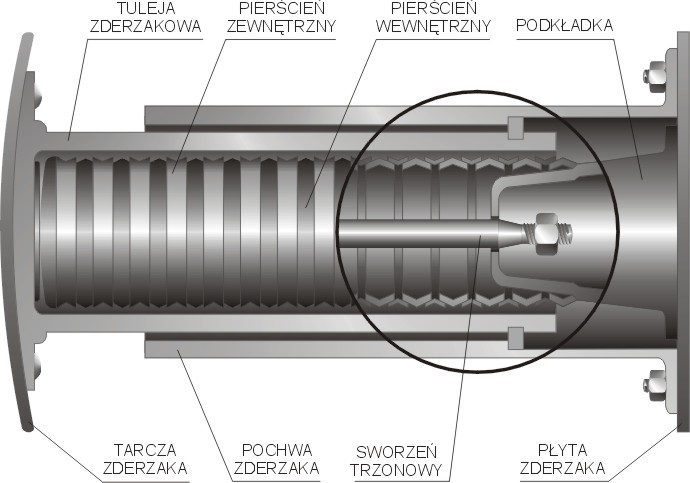 TULEJA
ZDERZAKOWA
PIERŚCIEŃ
ZEWNĘTRZNY
PIERŚCIEŃ
WEWNĘTRZNY
PODKŁADKA
TARCZA
ZDERZAKA
POCHWA
ZDERZAKA
SWORZEŃ
TRZONOWY
PŁYTA
ZDERZAKA